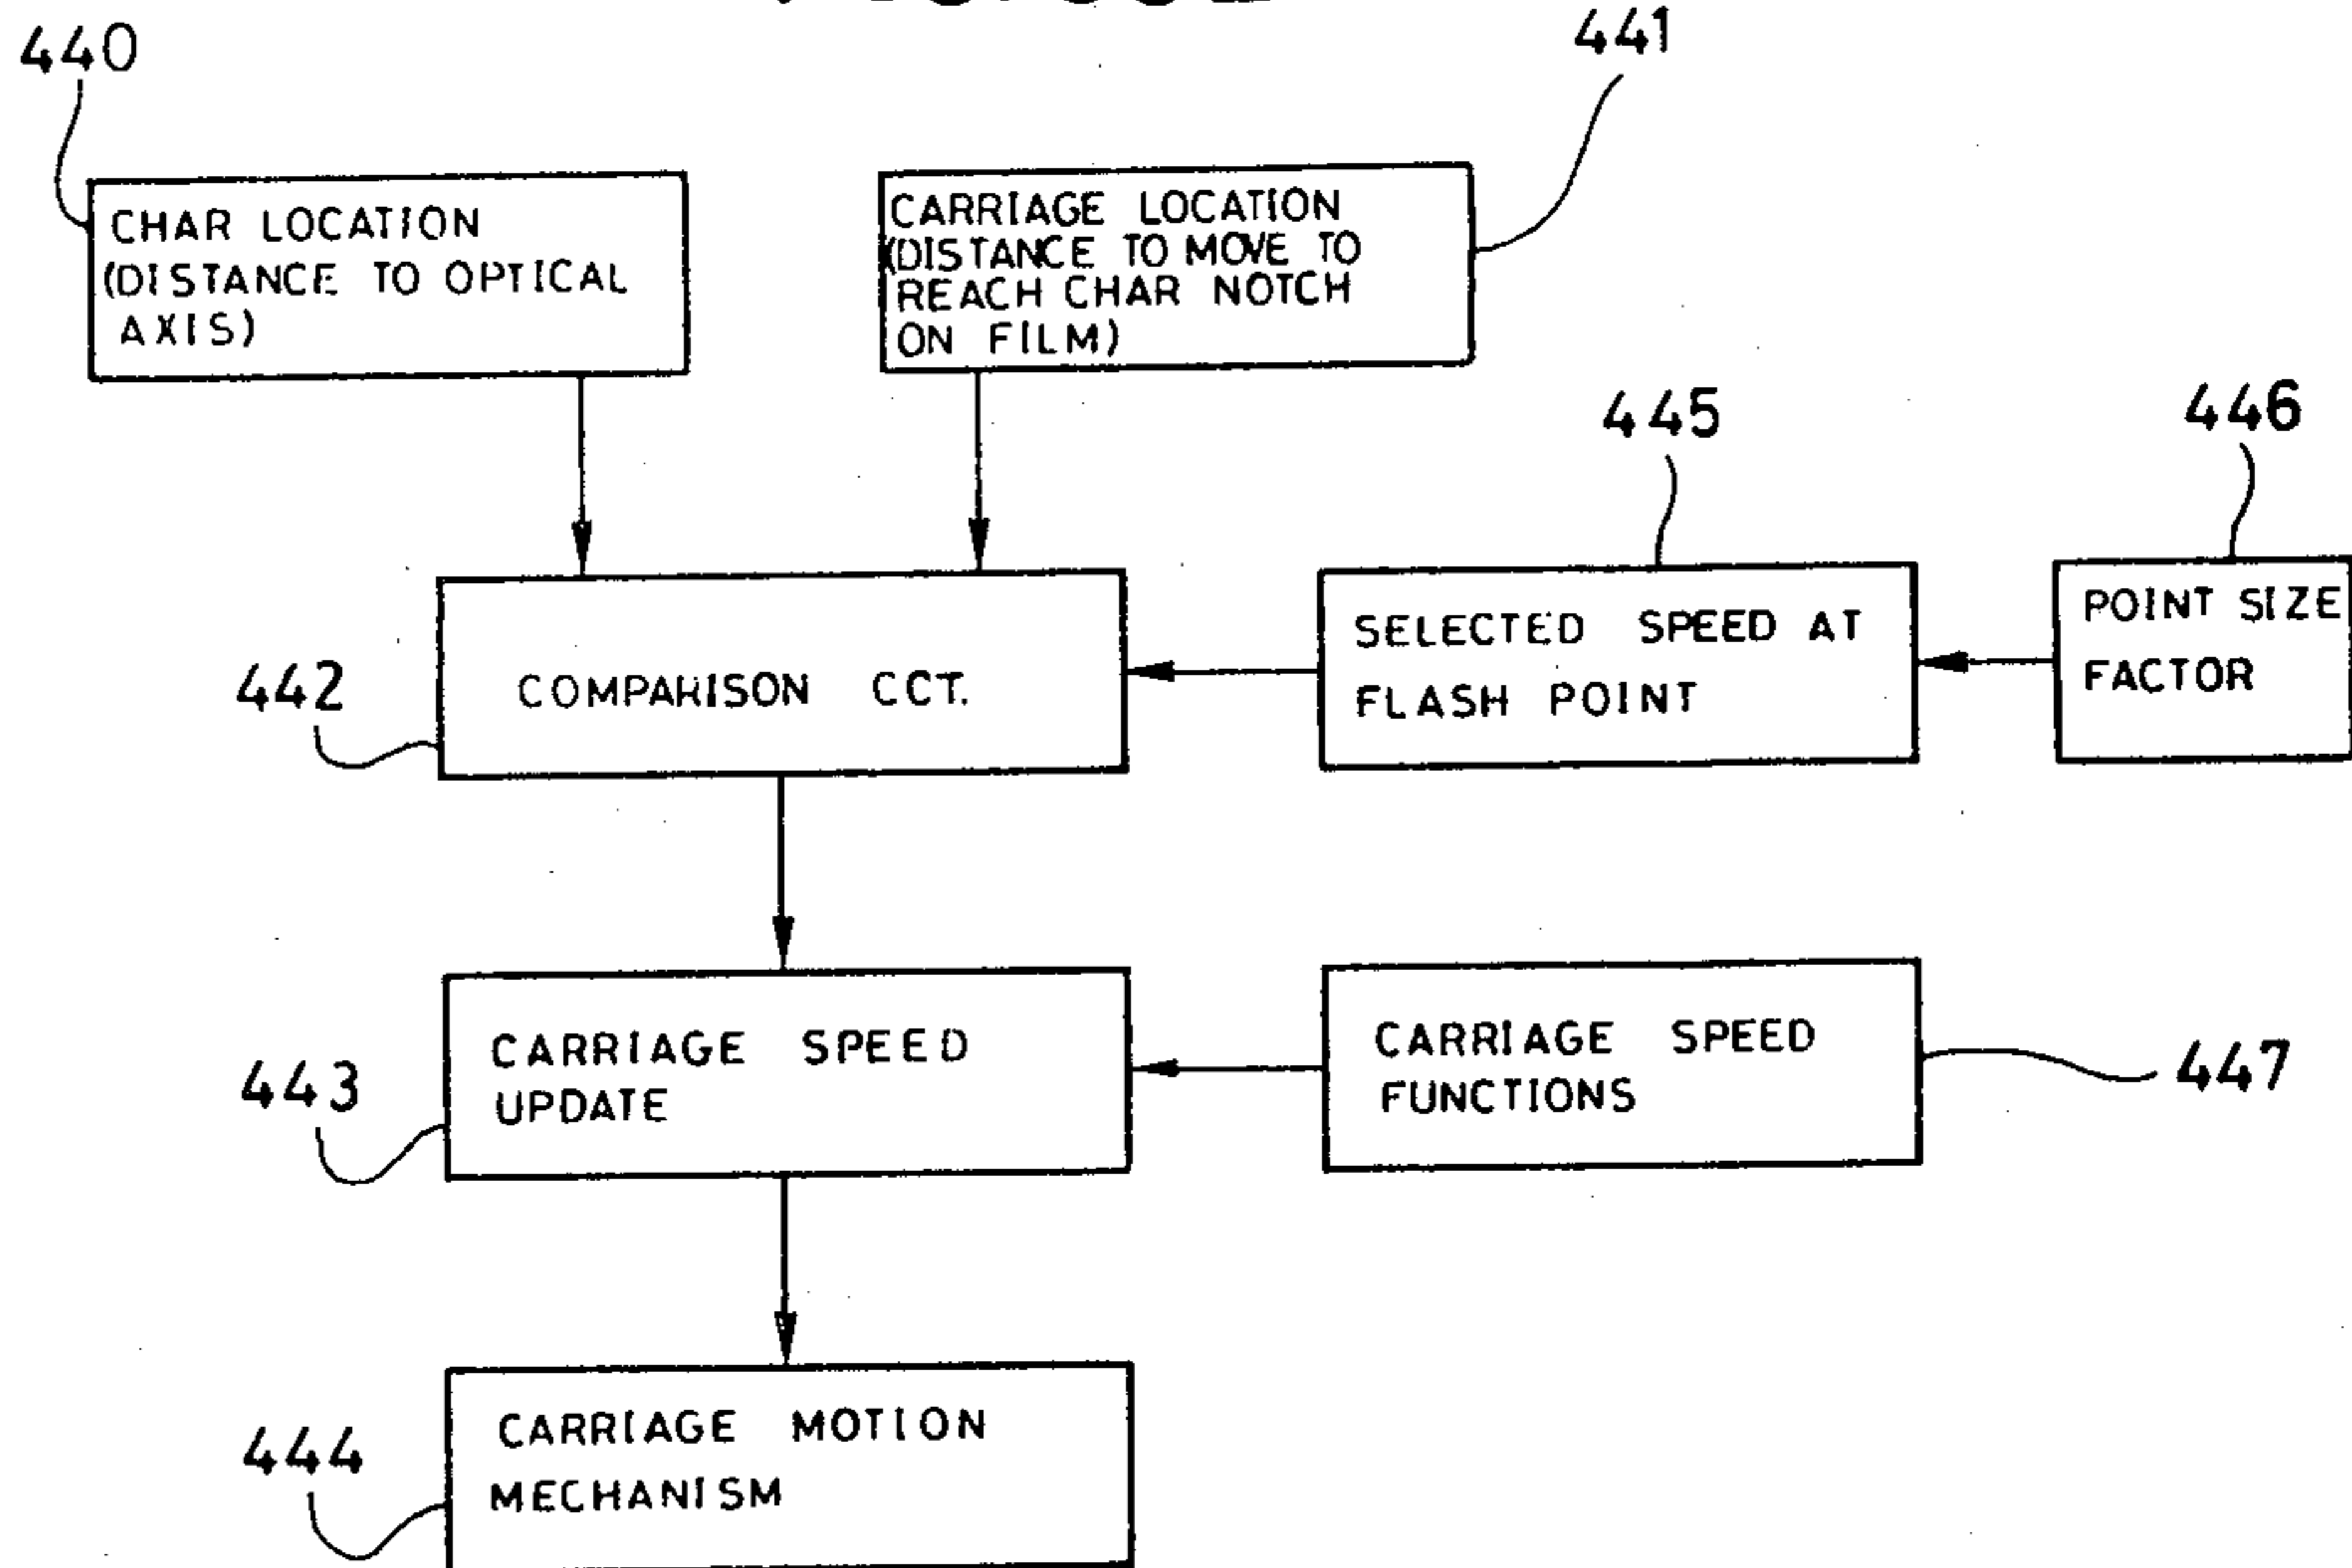 440
441
CHAR LOCATION
(DISTANCE TO OPTICAL
AXIS)
CARRIAGE LOCATION
(DISTANCE TO MOVE TO
REACH CHAR NOTCH
ON FILM)
445
446
442
COMPARISON CCT.
SELECTED SPEED AT
FLASH POINT
POINT SIZE
FACTOR
443
CARRIAGE SPEED
UPDATE
CARRIAGE SPEED
FUNCTIONS
447
444
CARRIAGE MOTION
MECHANISM